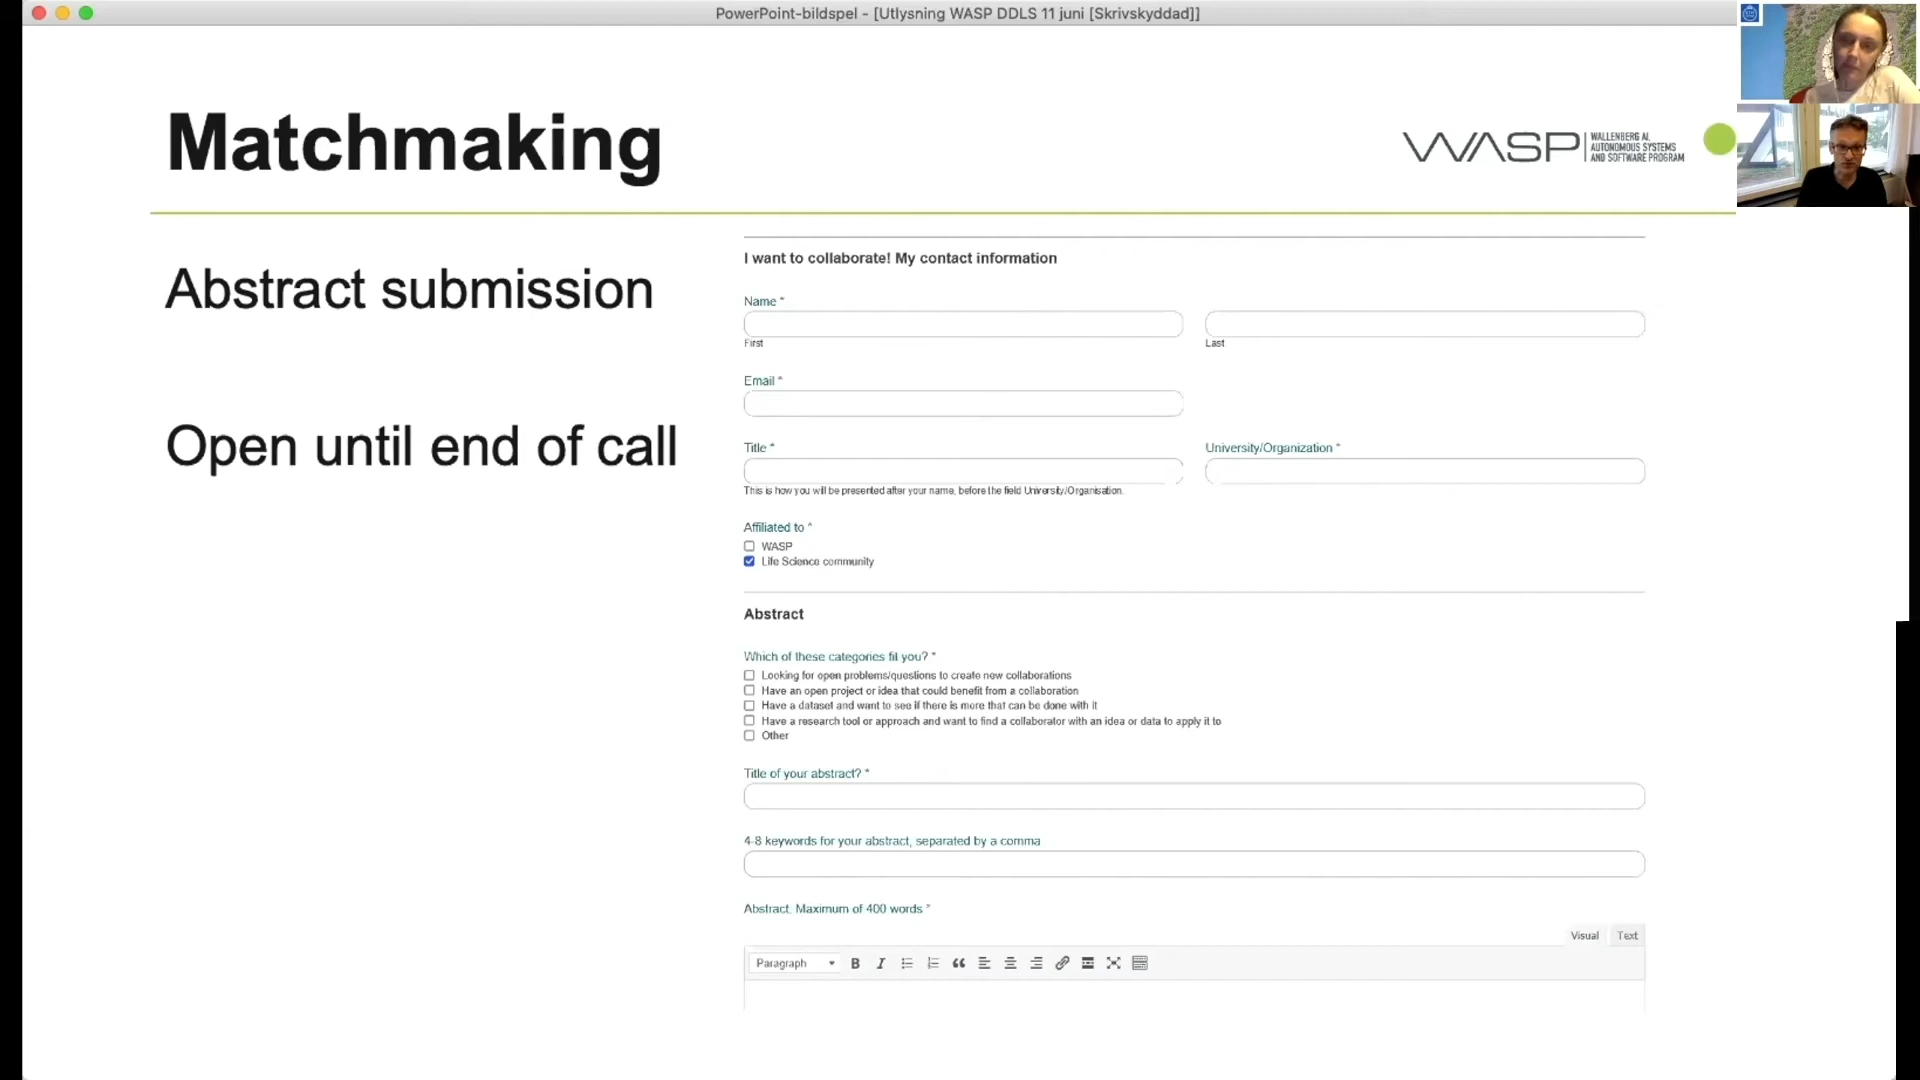 PowerPoint-bildspel - [Utlysning WASP DDLS 11 juni [Skrivskyddad]]
Matchmaking
WASP
WALLENBERG AI,
AUTONOMOUS SYSTEMS
AND SOFTWARE PROGRAM
Abstract submission
Open until end of call
I want to collaborate! My contact information
Name *
First
Last
Email *
Title *
University/Organization *
This is how you will be presented after your name, before the field University/Organisation.
Affiliated to *
WASP
Life Science community
Abstract
Which of these categories fit you? *
Looking for open problems/questions to create new collaborations
Have an open project or idea that could benefit from a collaboration
Have a dataset and want to see if there is more that can be done with it
Have a research tool or approach and want to find a collaborator with an idea or data to apply it to
Other
Title of your abstract? *
4-8 keywords for your abstract, separated by a comma
Abstract. Maximum of 400 words *
Visual
Text
Paragraph
B
I